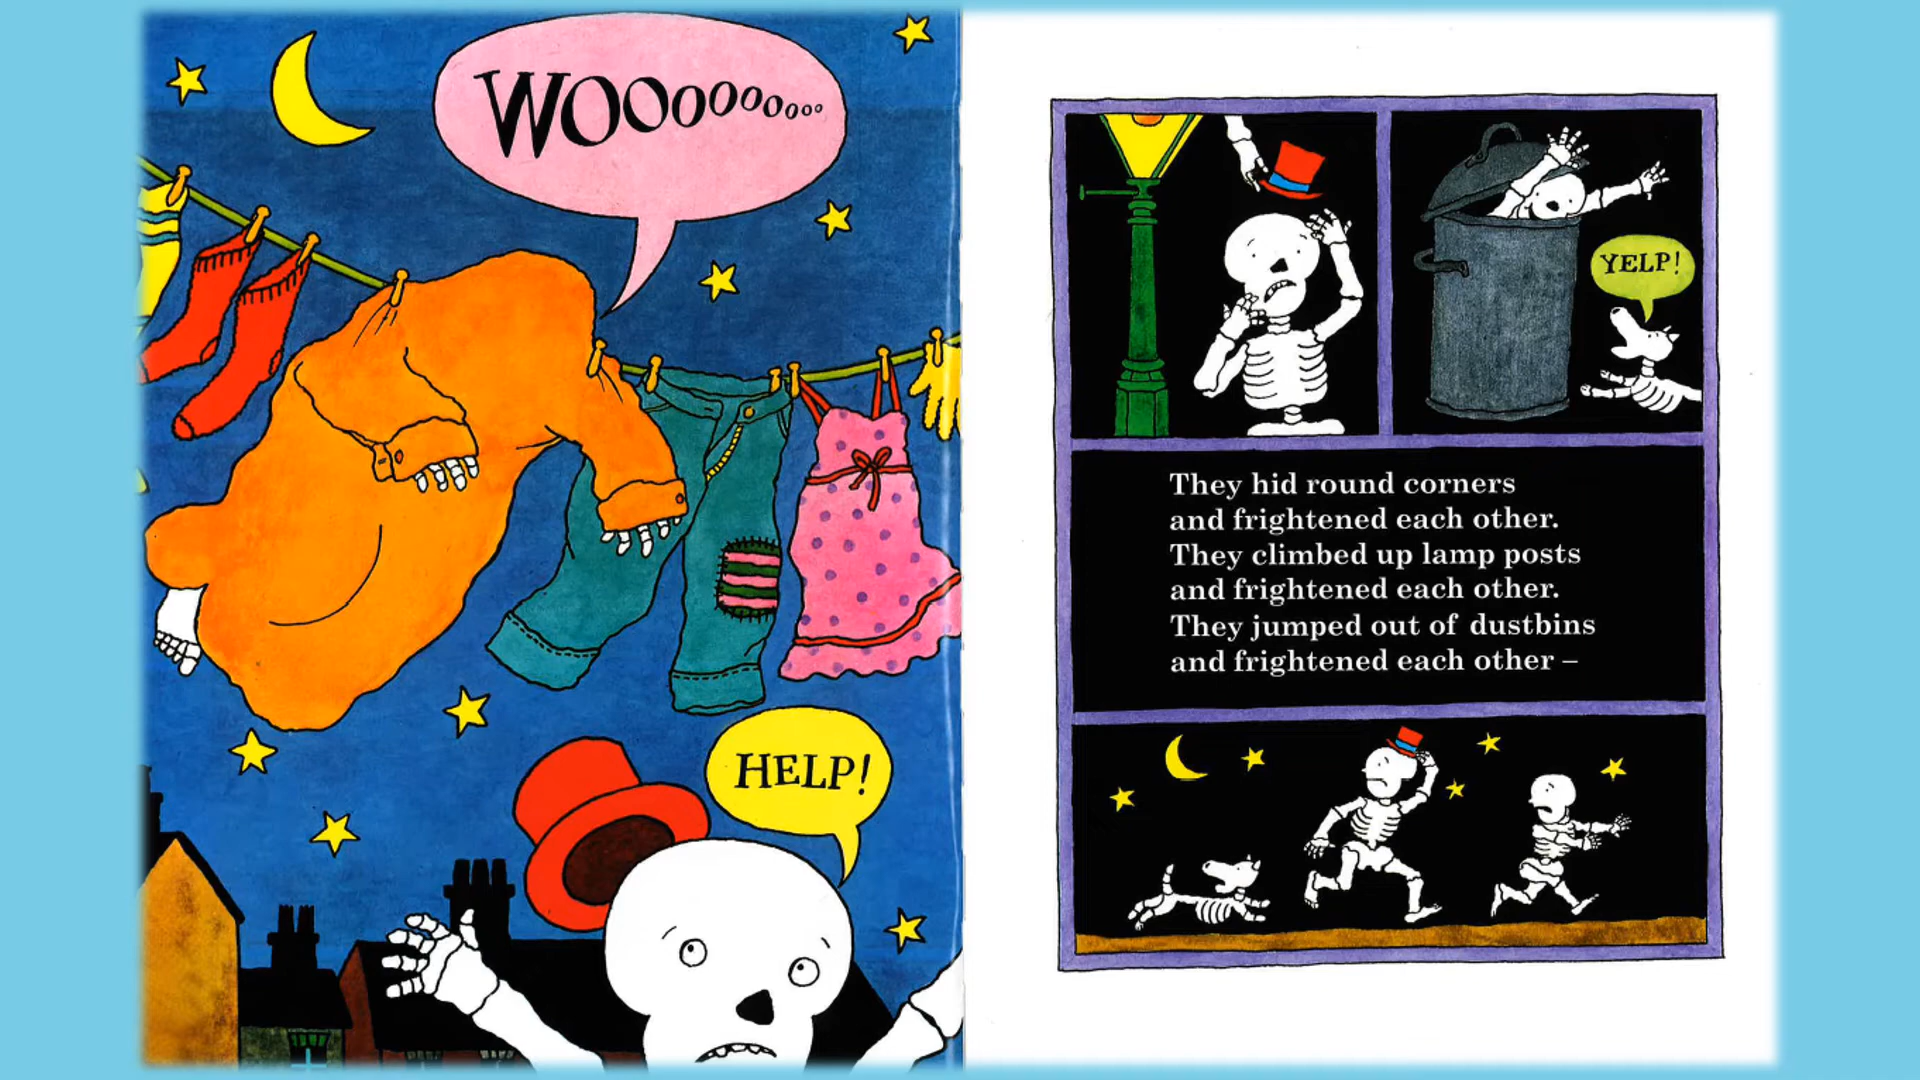 WOOooooooo
HELP!
YELP!
They hid round corners
and frightened each other.
They climbed up lamp posts
and frightened each other.
They jumped out of dustbins
and frightened each other –